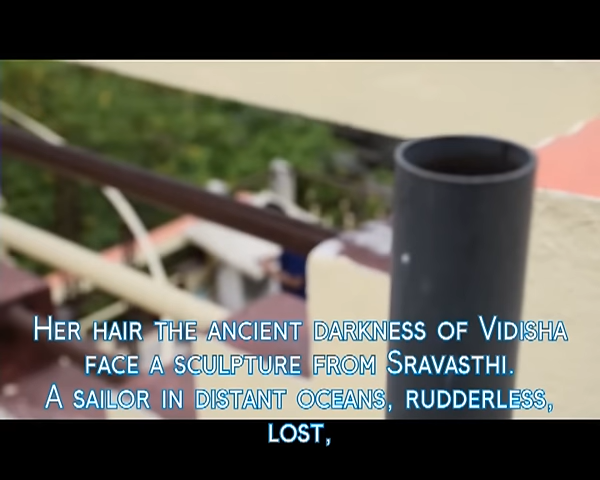 Her hair the ancient darkness of Vidisha
face a sculpture from Sravasthi.
A sailor in distant oceans, rudderless,
lost,